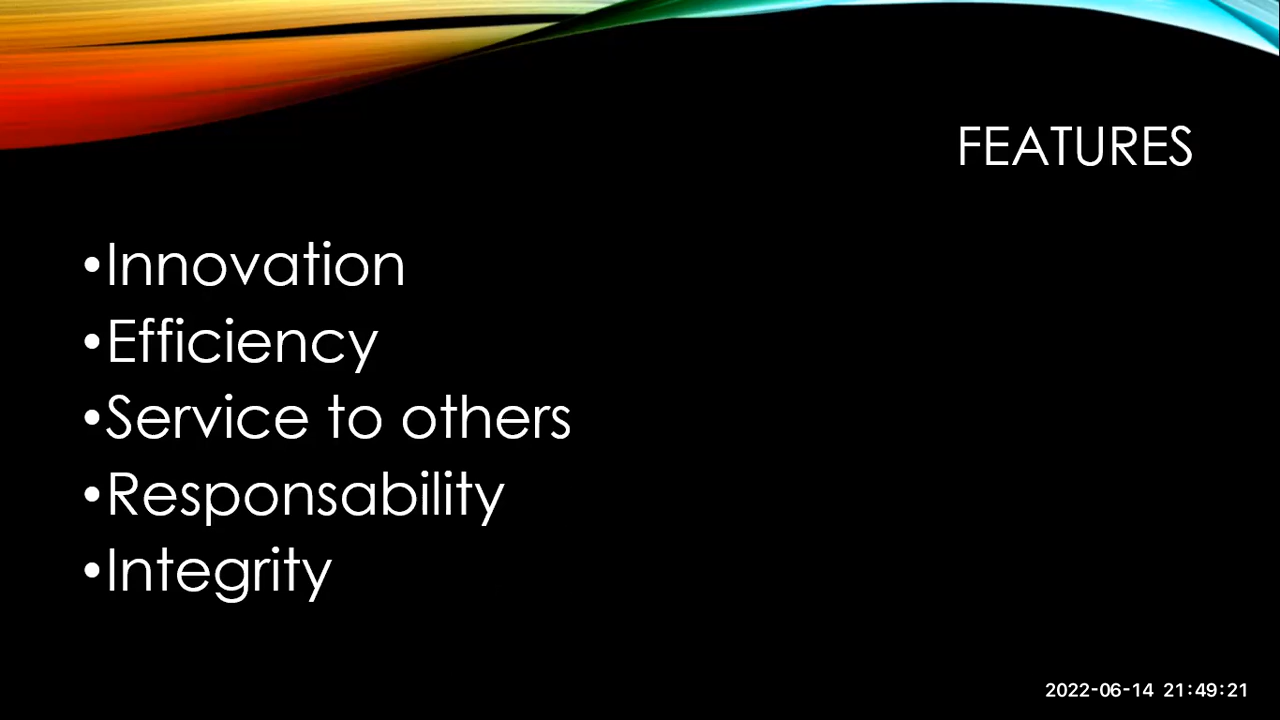 FEATURES
•Innovation
•Efficiency
•Service to others
•Responsability
•Integrity
2022-06-14 21:49:21